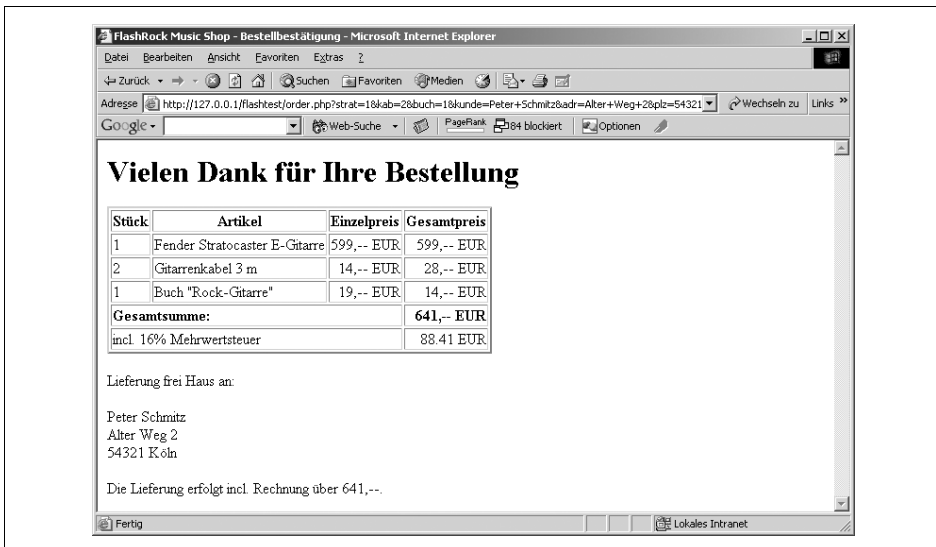 FlashRock Music Shop - Bestellbestätigung - Microsoft Internet Explorer
Datei Bearbeiten Ansicht Favoriten Extras ?
Zurück Suchen Favoriten Medien
Adresse http://127.0.0.1/flashtest/order.php?strat=1&kab=2&buch=1&kunde=Peter+Schmitz&adr=Alter+Weg+2&plz=54321 Wechseln zu Links »
Google Web-Suche PageRank 84 blockiert Optionen
Vielen Dank für Ihre Bestellung
Stück Artikel Einzelpreis Gesamtpreis
1 Fender Stratocaster E-Gitarre 599,-- EUR 599,-- EUR
2 Gitarrenkabel 3 m 14,-- EUR 28,-- EUR
1 Buch "Rock-Gitarre" 19,-- EUR 14,-- EUR
Gesamtsumme: 641,-- EUR
incl. 16% Mehrwertsteuer 88.41 EUR
Lieferung frei Haus an:
Peter Schmitz
Alter Weg 2
54321 Köln
Die Lieferung erfolgt incl. Rechnung über 641,--.
Fertig Lokales Intranet